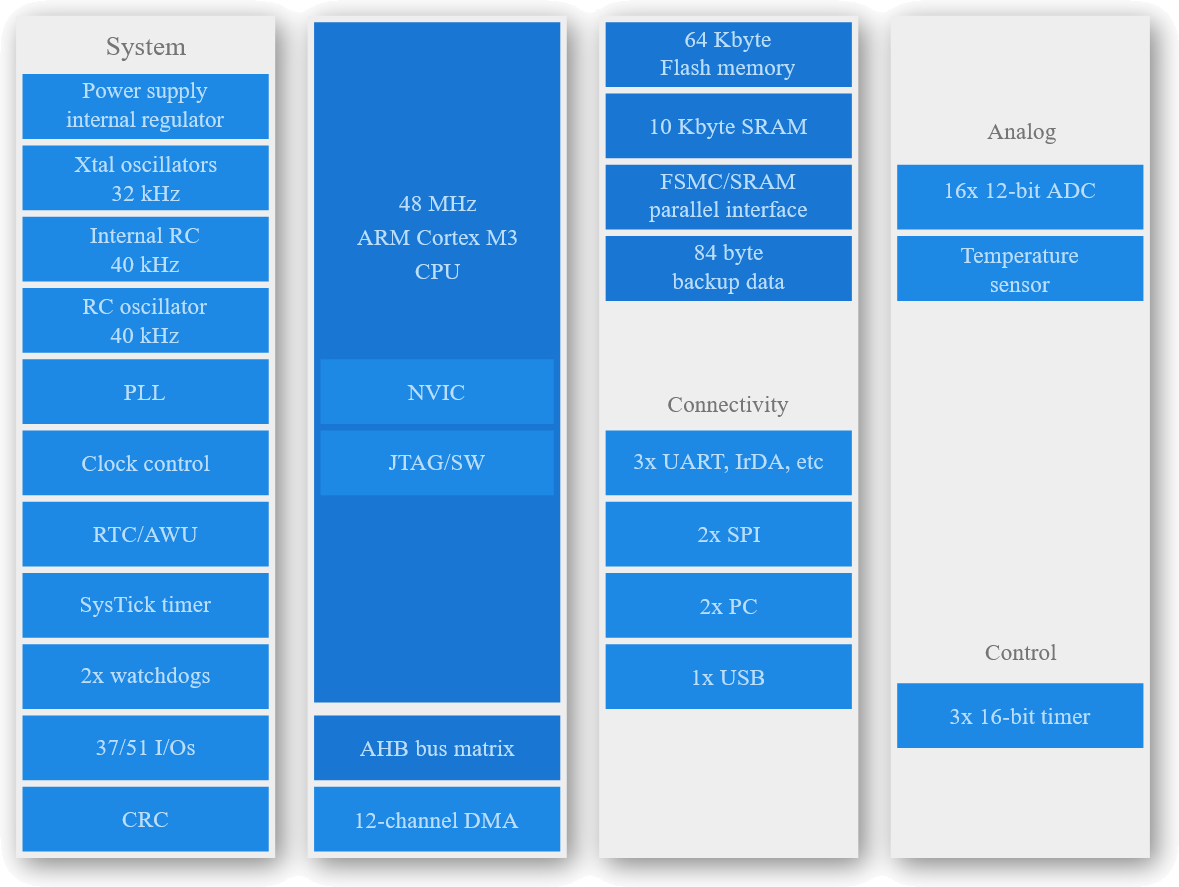 System
Power supply
internal regulator
Xtal oscillators
32 kHz
Internal RC
40 kHz
RC oscillator
40 kHz
PLL
Clock control
RTC/AWU
SysTick timer
2x watchdogs
37/51 I/Os
CRC
48 MHz
ARM Cortex M3
CPU
NVIC
JTAG/SW
AHB bus matrix
12-channel DMA
64 Kbyte
Flash memory
10 Kbyte SRAM
FSMC/SRAM
parallel interface
84 byte
backup data
Connectivity
3x UART, IrDA, etc
2x SPI
2x PC
1x USB
Analog
16x 12-bit ADC
Temperature
sensor
Control
3x 16-bit timer